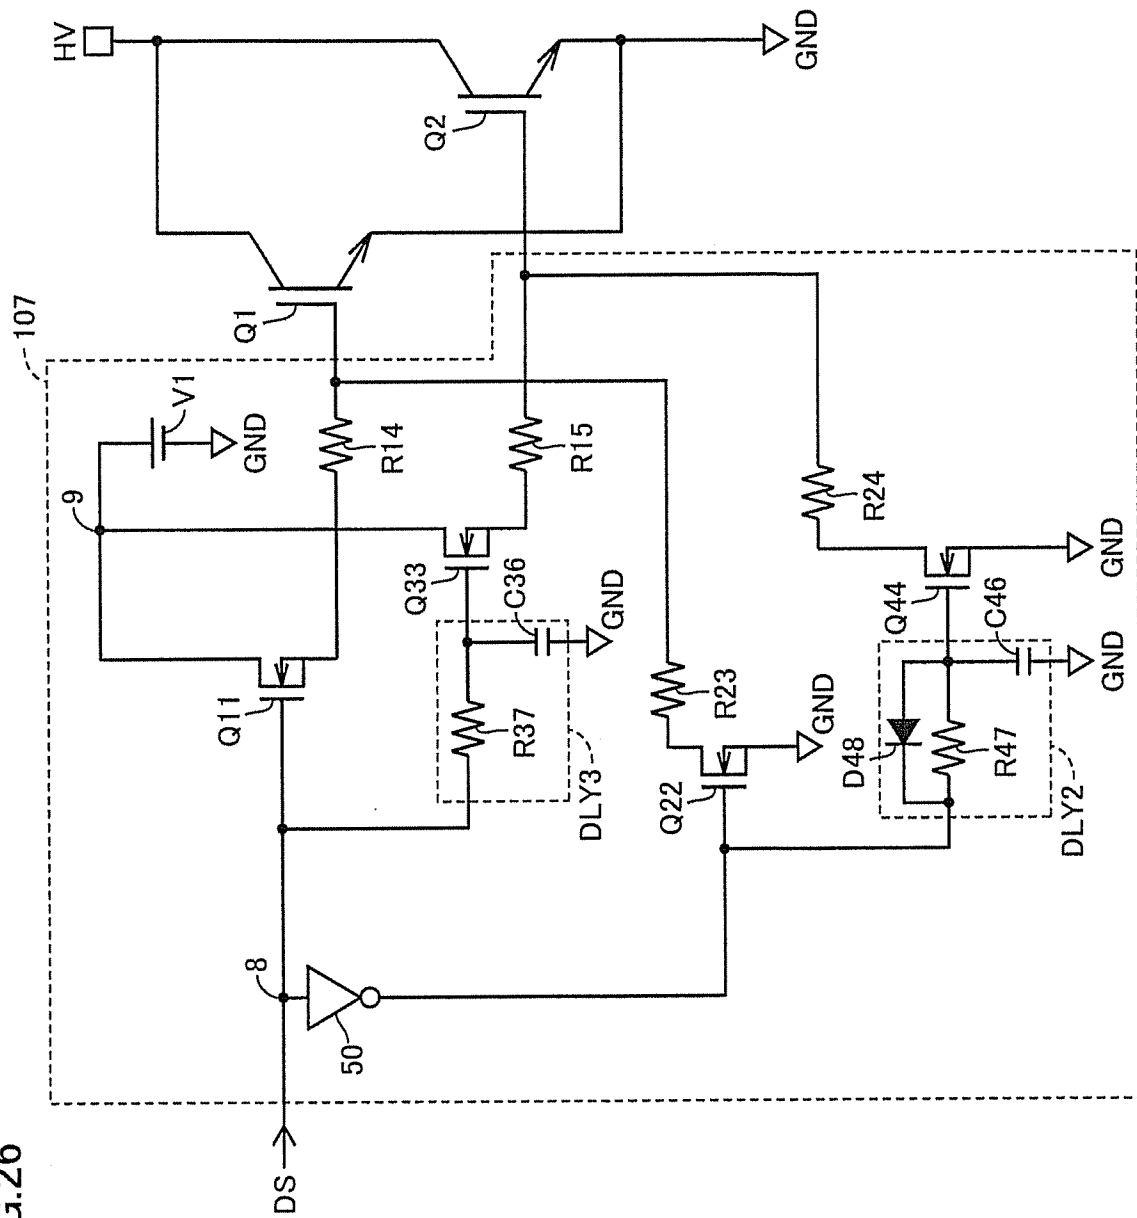 HV
GND
Q2
Q1
107
V1
GND
R14
R15
9
Q33
C36
GND
R24
Q44
C46
GND
GND
Q11
R37
DLY3
R23
GND
Q22
D48
R47
DLY2
8
50
DS
G.26